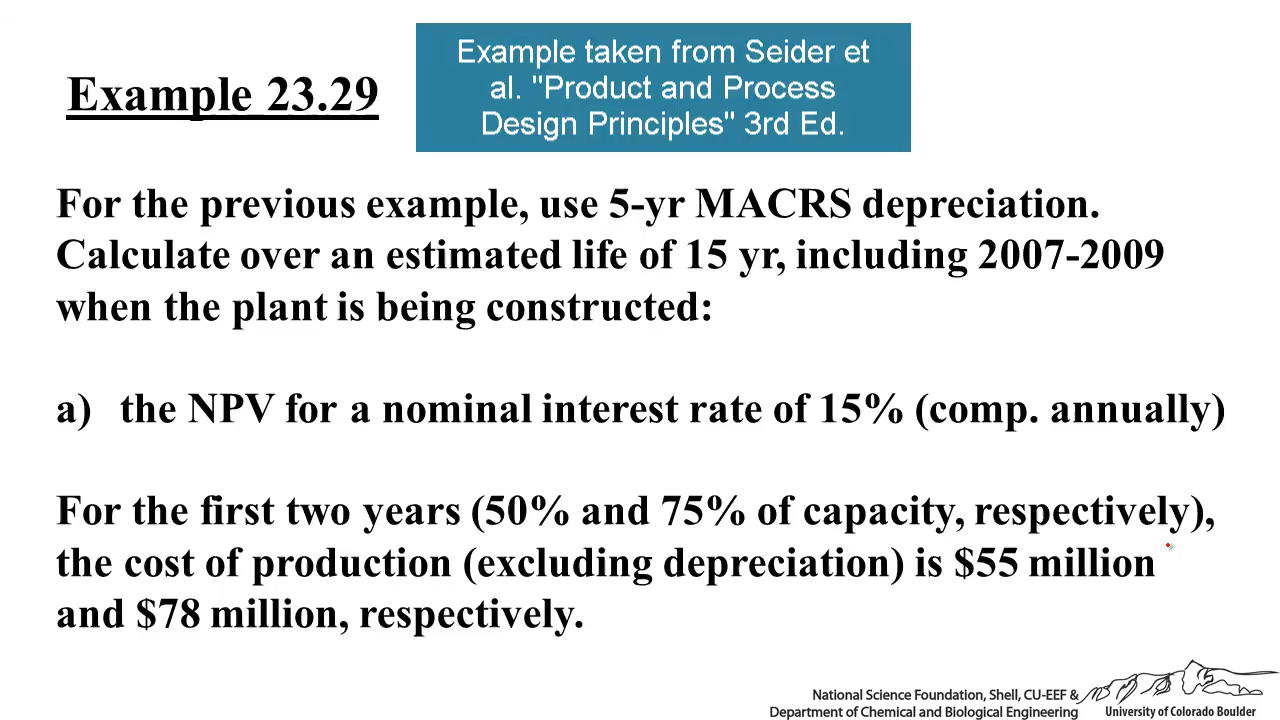 Example 23.29
Example taken from Seider et
al. "Product and Process
Design Principles" 3rd Ed.
For the previous example, use 5-yr MACRS depreciation.
Calculate over an estimated life of 15 yr, including 2007-2009
when the plant is being constructed:
a) the NPV for a nominal interest rate of 15% (comp. annually)
For the first two years (50% and 75% of capacity, respectively),
the cost of production (excluding depreciation) is $55 million
and $78 million, respectively.
National Science Foundation, Shell, CU-EEF &
Department of Chemical and Biological Engineering
University of Colorado Boulder